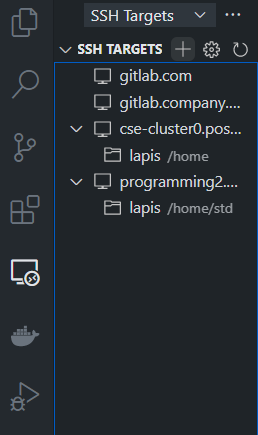 SSH Targets
SSH TARGETS
gitlab.com
gitlab.company....
cse-cluster0.pos...
lapis /home
programming2....
lapis /home/std